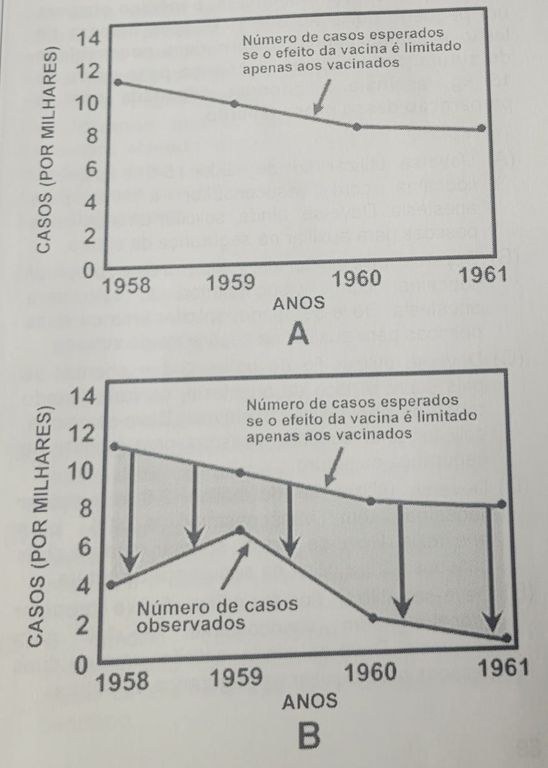 CASOS (POR MILHARES)
14
12
10
8
6
4
2
0
Número de casos esperados
se o efeito da vacina é limitado
apenas aos vacinados
1958 1959 1960 1961
ANOS
A
CASOS (POR MILHARES)
14
12
10
8
6
4
2
0
Número de casos esperados
se o efeito da vacina é limitado
apenas aos vacinados
Número de casos
observados
1958 1959 1960 1961
ANOS
B